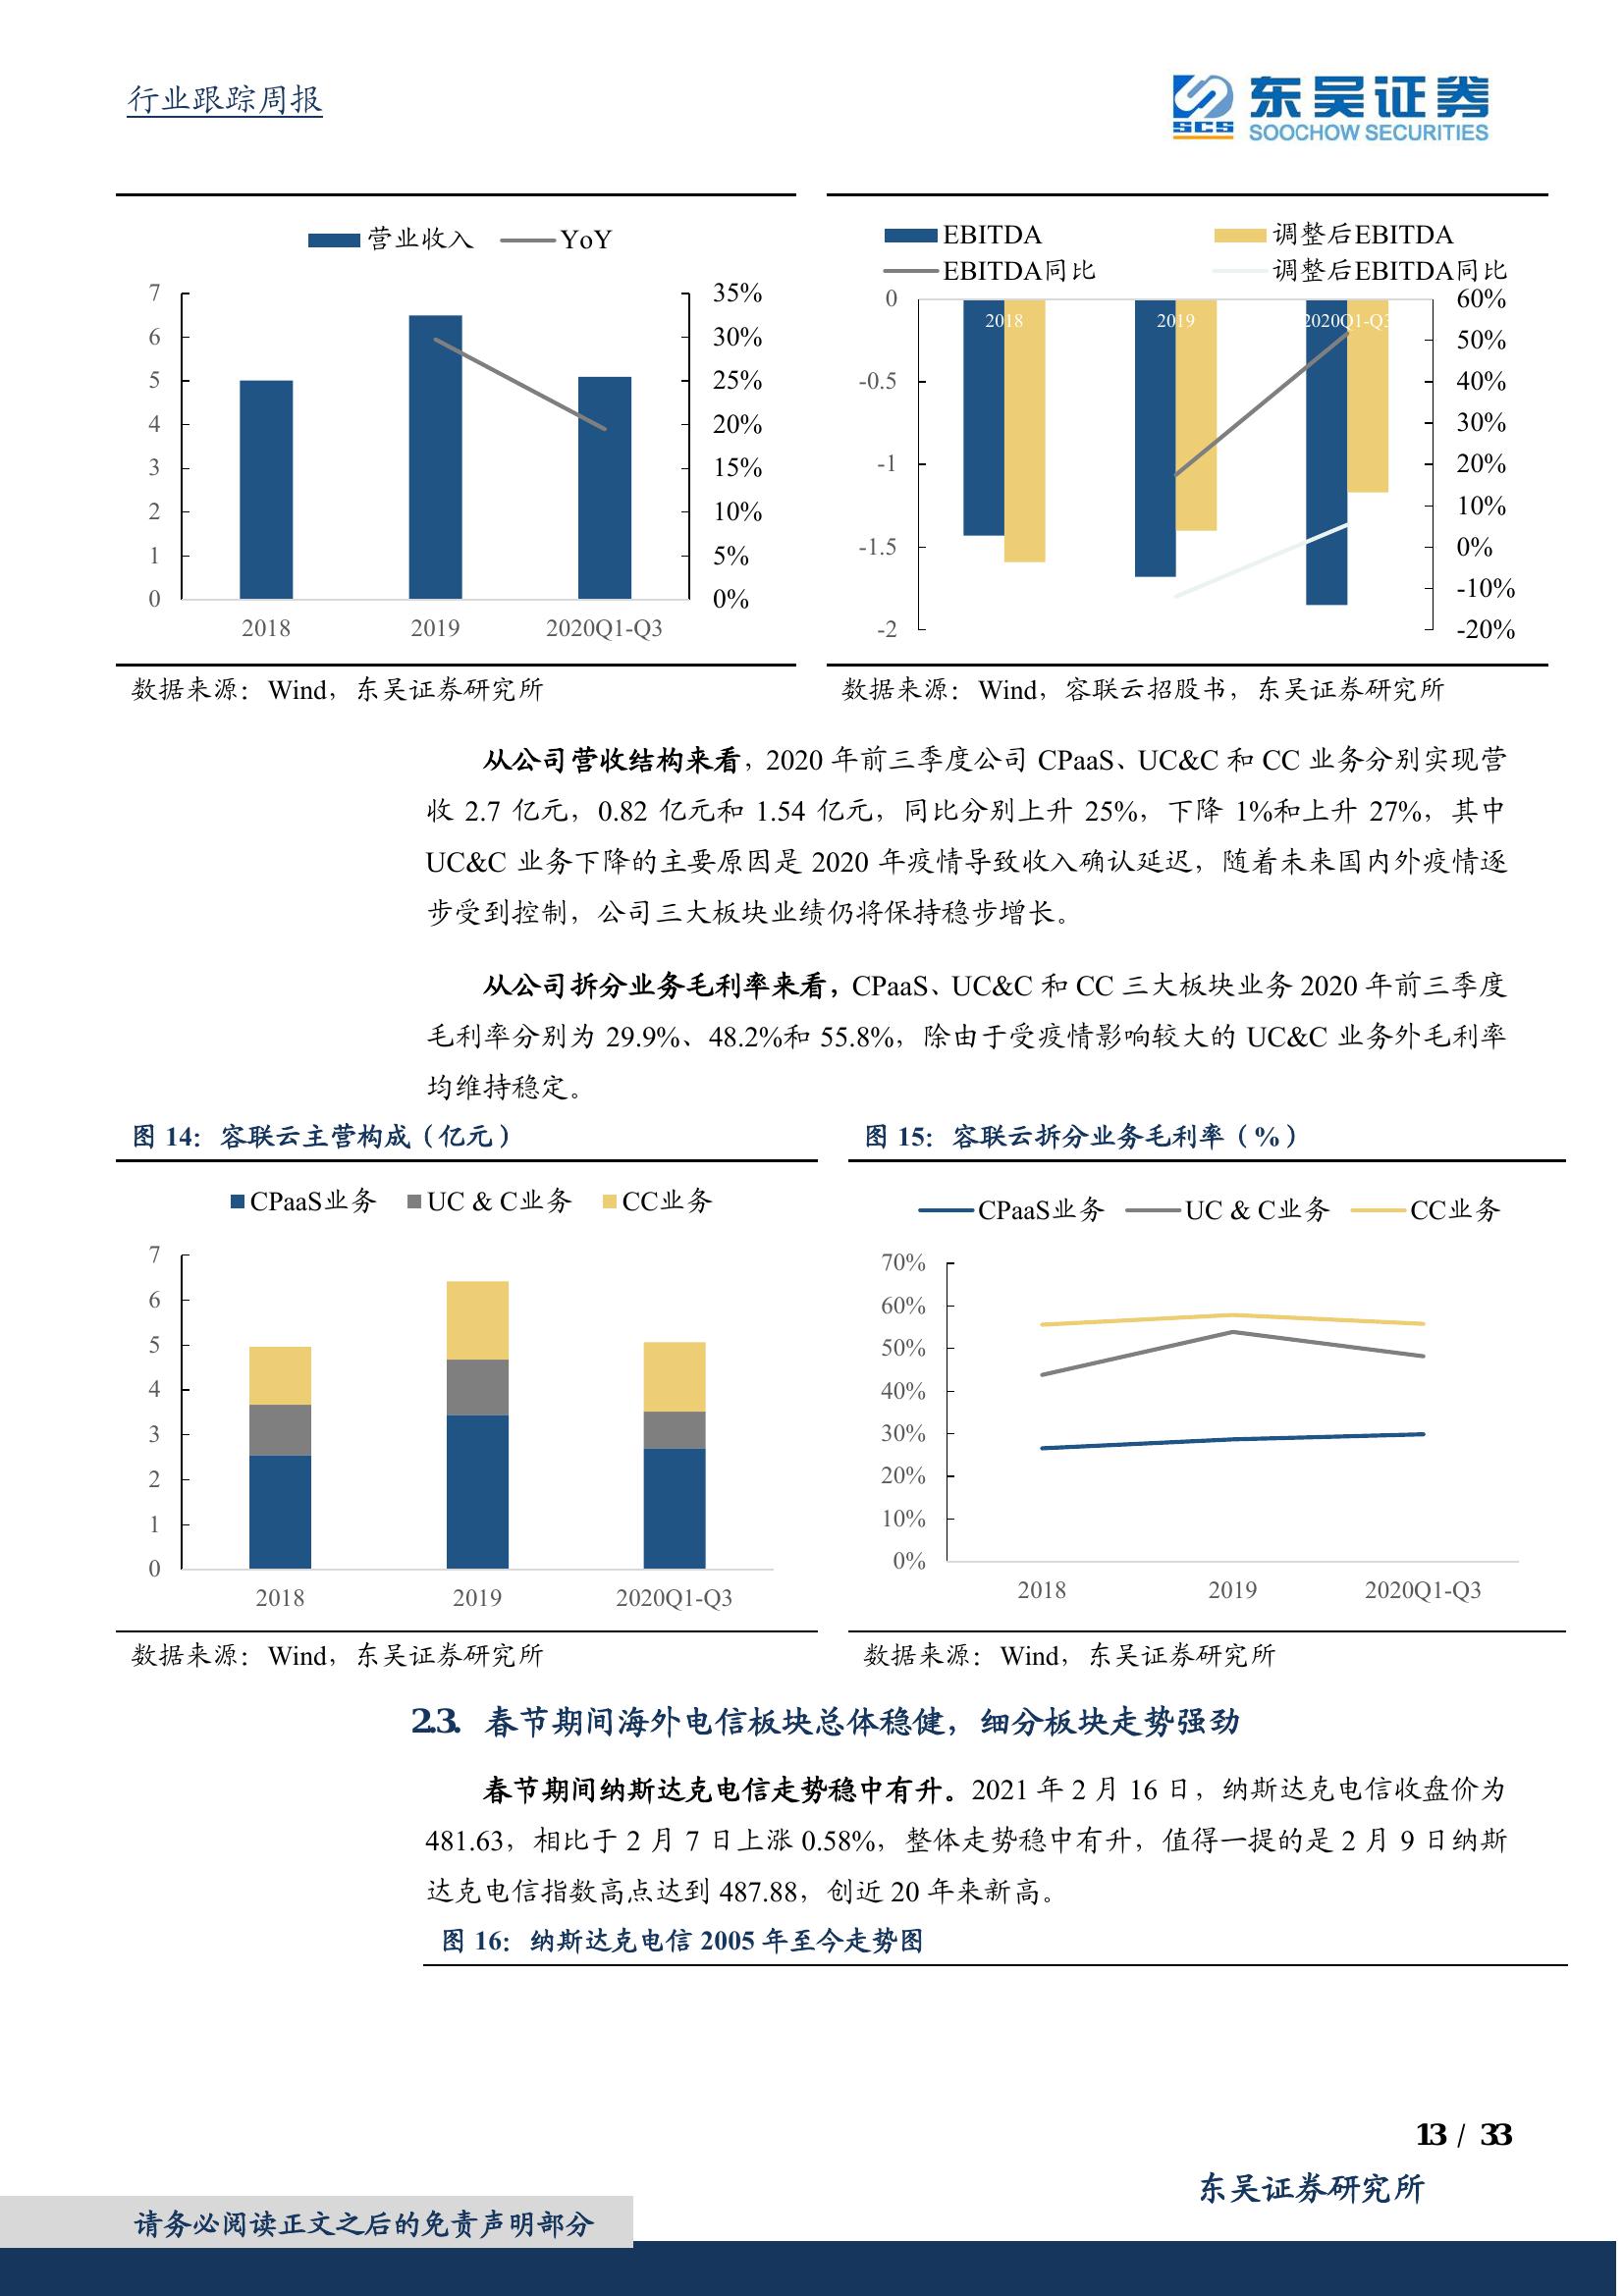 行业跟踪周报
东吴证券
SCS
SOOCHOW SECURITIES
营业收入 YoY
7
6
5
4
3
2
1
0
35%
30%
25%
20%
15%
10%
5%
0%
2018 2019 2020Q1-Q3
EBITDA 调整后EBITDA
EBITDA同比 调整后EBITDA同比
0
-0.5
-1
-1.5
-2
2018 2019 2020Q1-Q3
60%
50%
40%
30%
20%
10%
0%
-10%
-20%
数据来源：Wind，东吴证券研究所
数据来源：Wind，容联云招股书，东吴证券研究所
从公司营收结构来看，2020 年前三季度公司 CPaaS、UC&C 和 CC 业务分别实现营
收 2.7 亿元，0.82 亿元和 1.54 亿元，同比分别上升 25%，下降 1%和上升 27%，其中
UC&C 业务下降的主要原因是 2020 年疫情导致收入确认延迟，随着未来国内外疫情逐
步受到控制，公司三大板块业绩仍将保持稳步增长。
从公司拆分业务毛利率来看，CPaaS、UC&C 和 CC 三大板块业务 2020 年前三季度
毛利率分别为 29.9%、48.2%和 55.8%，除由于受疫情影响较大的 UC&C 业务外毛利率
均维持稳定。
图 14：容联云主营构成（亿元）
CPaaS业务 UC & C业务 CC业务
7
6
5
4
3
2
1
0
2018 2019 2020Q1-Q3
数据来源：Wind，东吴证券研究所
图 15：容联云拆分业务毛利率（%）
CPaaS业务 UC & C业务 CC业务
70%
60%
50%
40%
30%
20%
10%
0%
2018 2019 2020Q1-Q3
数据来源：Wind，东吴证券研究所
2.3. 春节期间海外电信板块总体稳健，细分板块走势强劲
春节期间纳斯达克电信走势稳中有升。2021 年 2 月 16 日，纳斯达克电信收盘价为
481.63，相比于 2 月 7 日上涨 0.58%，整体走势稳中有升，值得一提的是 2 月 9 日纳斯
达克电信指数高点达到 487.88，创近 20 年来新高。
图 16：纳斯达克电信 2005 年至今走势图
13 / 33
东吴证券研究所
请务必阅读正文之后的免责声明部分